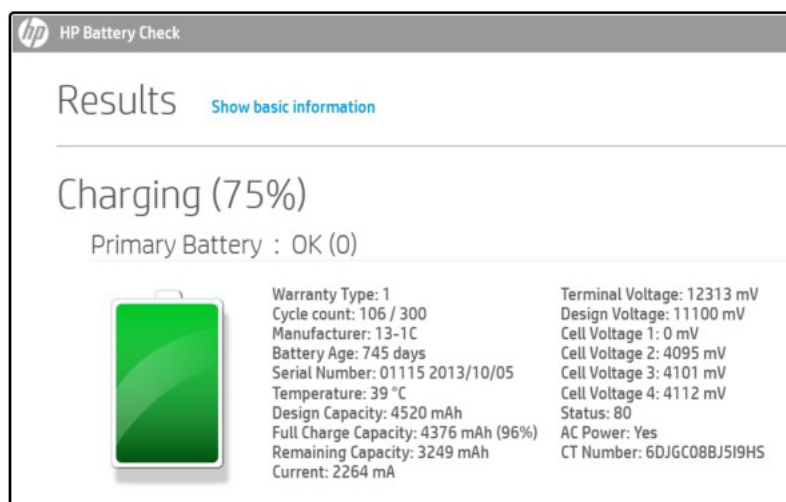 hp HP Battery Check
Results Show basic information
Charging (75%)
Primary Battery : OK (0)
Warranty Type: 1
Cycle count: 106 / 300
Manufacturer: 13-1C
Battery Age: 745 days
Serial Number: 01115 2013/10/05
Temperature: 39 °C
Design Capacity: 4520 mAh
Full Charge Capacity: 4376 mAh (96%)
Remaining Capacity: 3249 mAh
Current: 2264 mA
Terminal Voltage: 12313 mV
Design Voltage: 11100 mV
Cell Voltage 1: 0 mV
Cell Voltage 2: 4095 mV
Cell Voltage 3: 4101 mV
Cell Voltage 4: 4112 mV
Status: 80
AC Power: Yes
CT Number: 6DJGC08BJ5I9HS